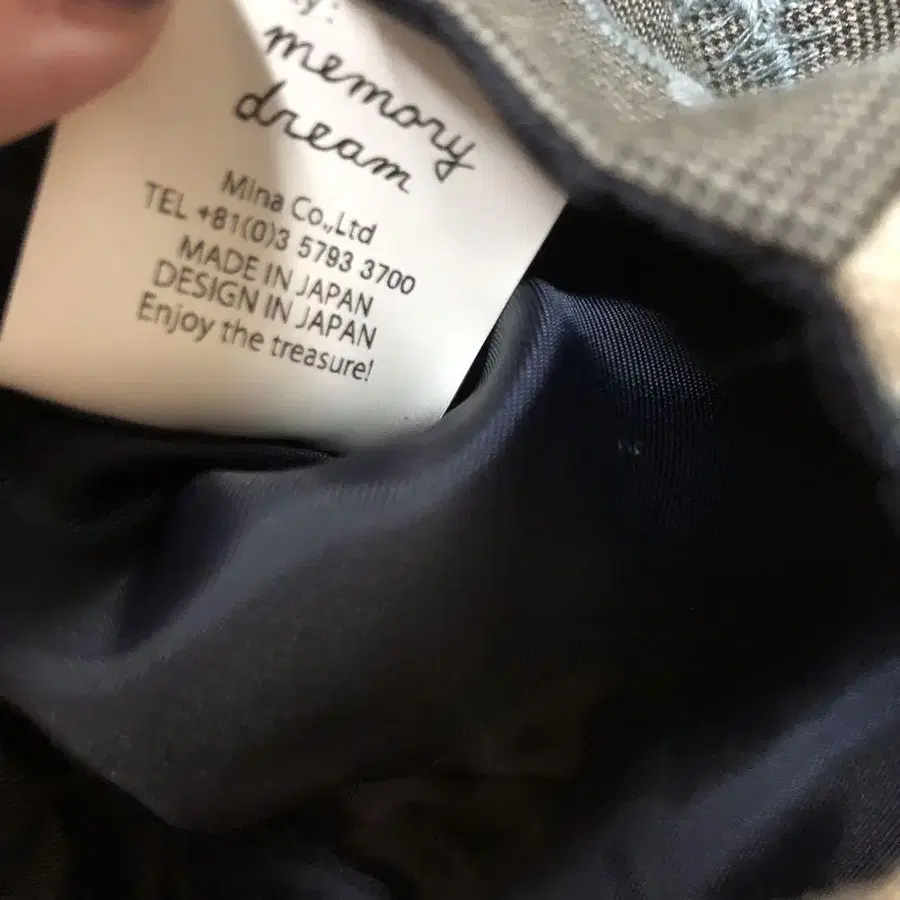 memory
dream
Mina Co.,Ltd
TEL +81(0)3 5793 3700
MADE IN JAPAN
DESIGN IN JAPAN
Enjoy the treasure!